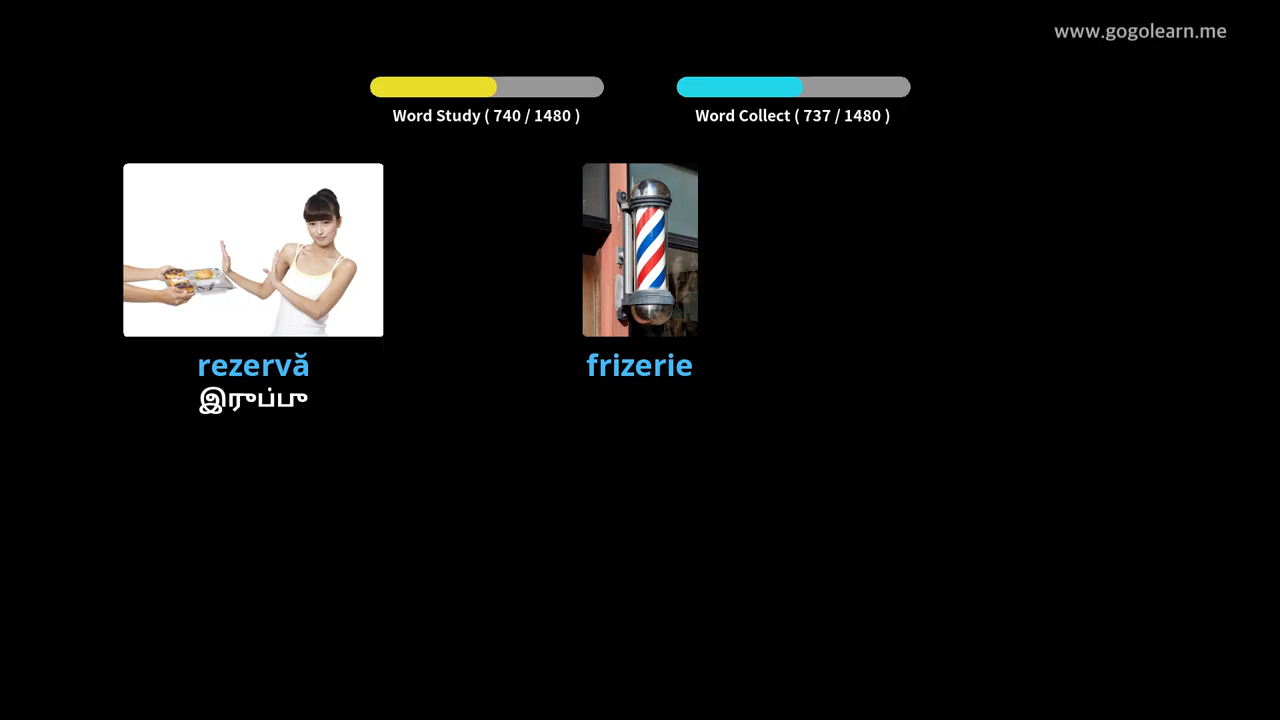 www.gogolearn.me
Word Study ( 740 / 1480 )
Word Collect ( 737 / 1480 )
rezervă
இருப்பு
frizerie